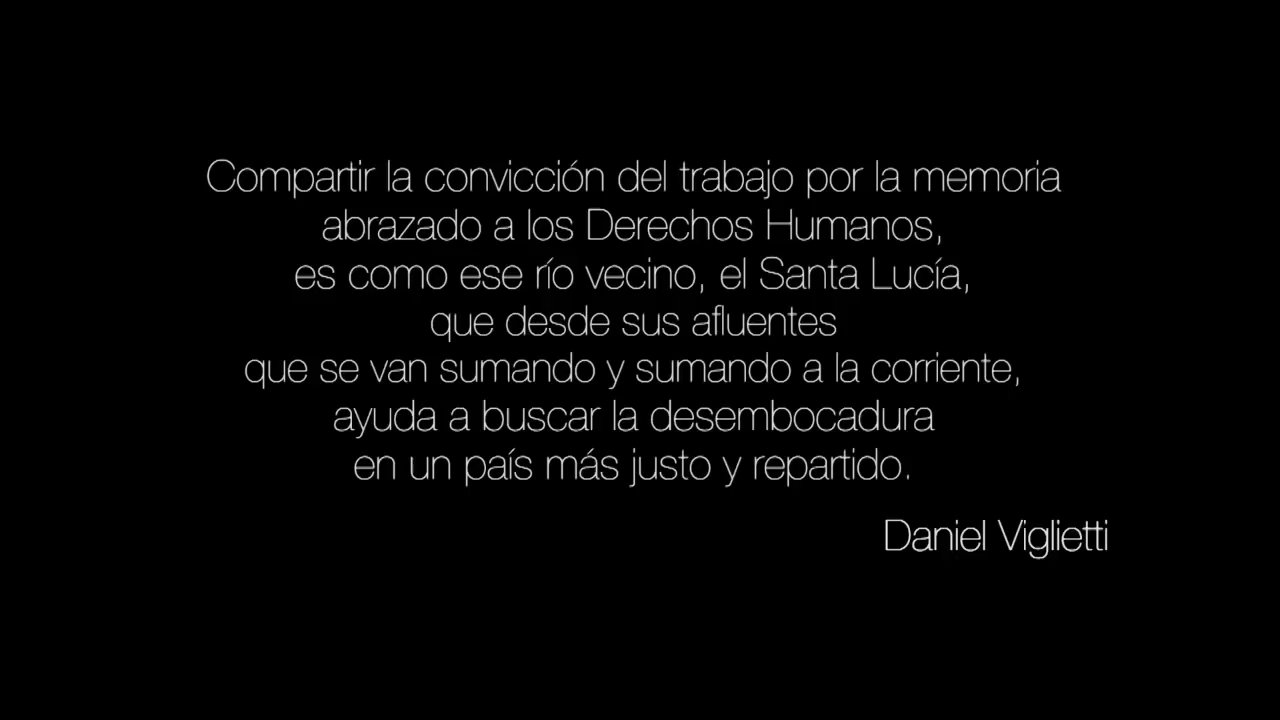 Compartir la convicción del trabajo por la memoria
abrazado a los Derechos Humanos,
es como ese río vecino, el Santa Lucía,
que desde sus afluentes
que se van sumando y sumando a la corriente,
ayuda a buscar la desembocadura
en un país más justo y repartido.
Daniel Viglietti